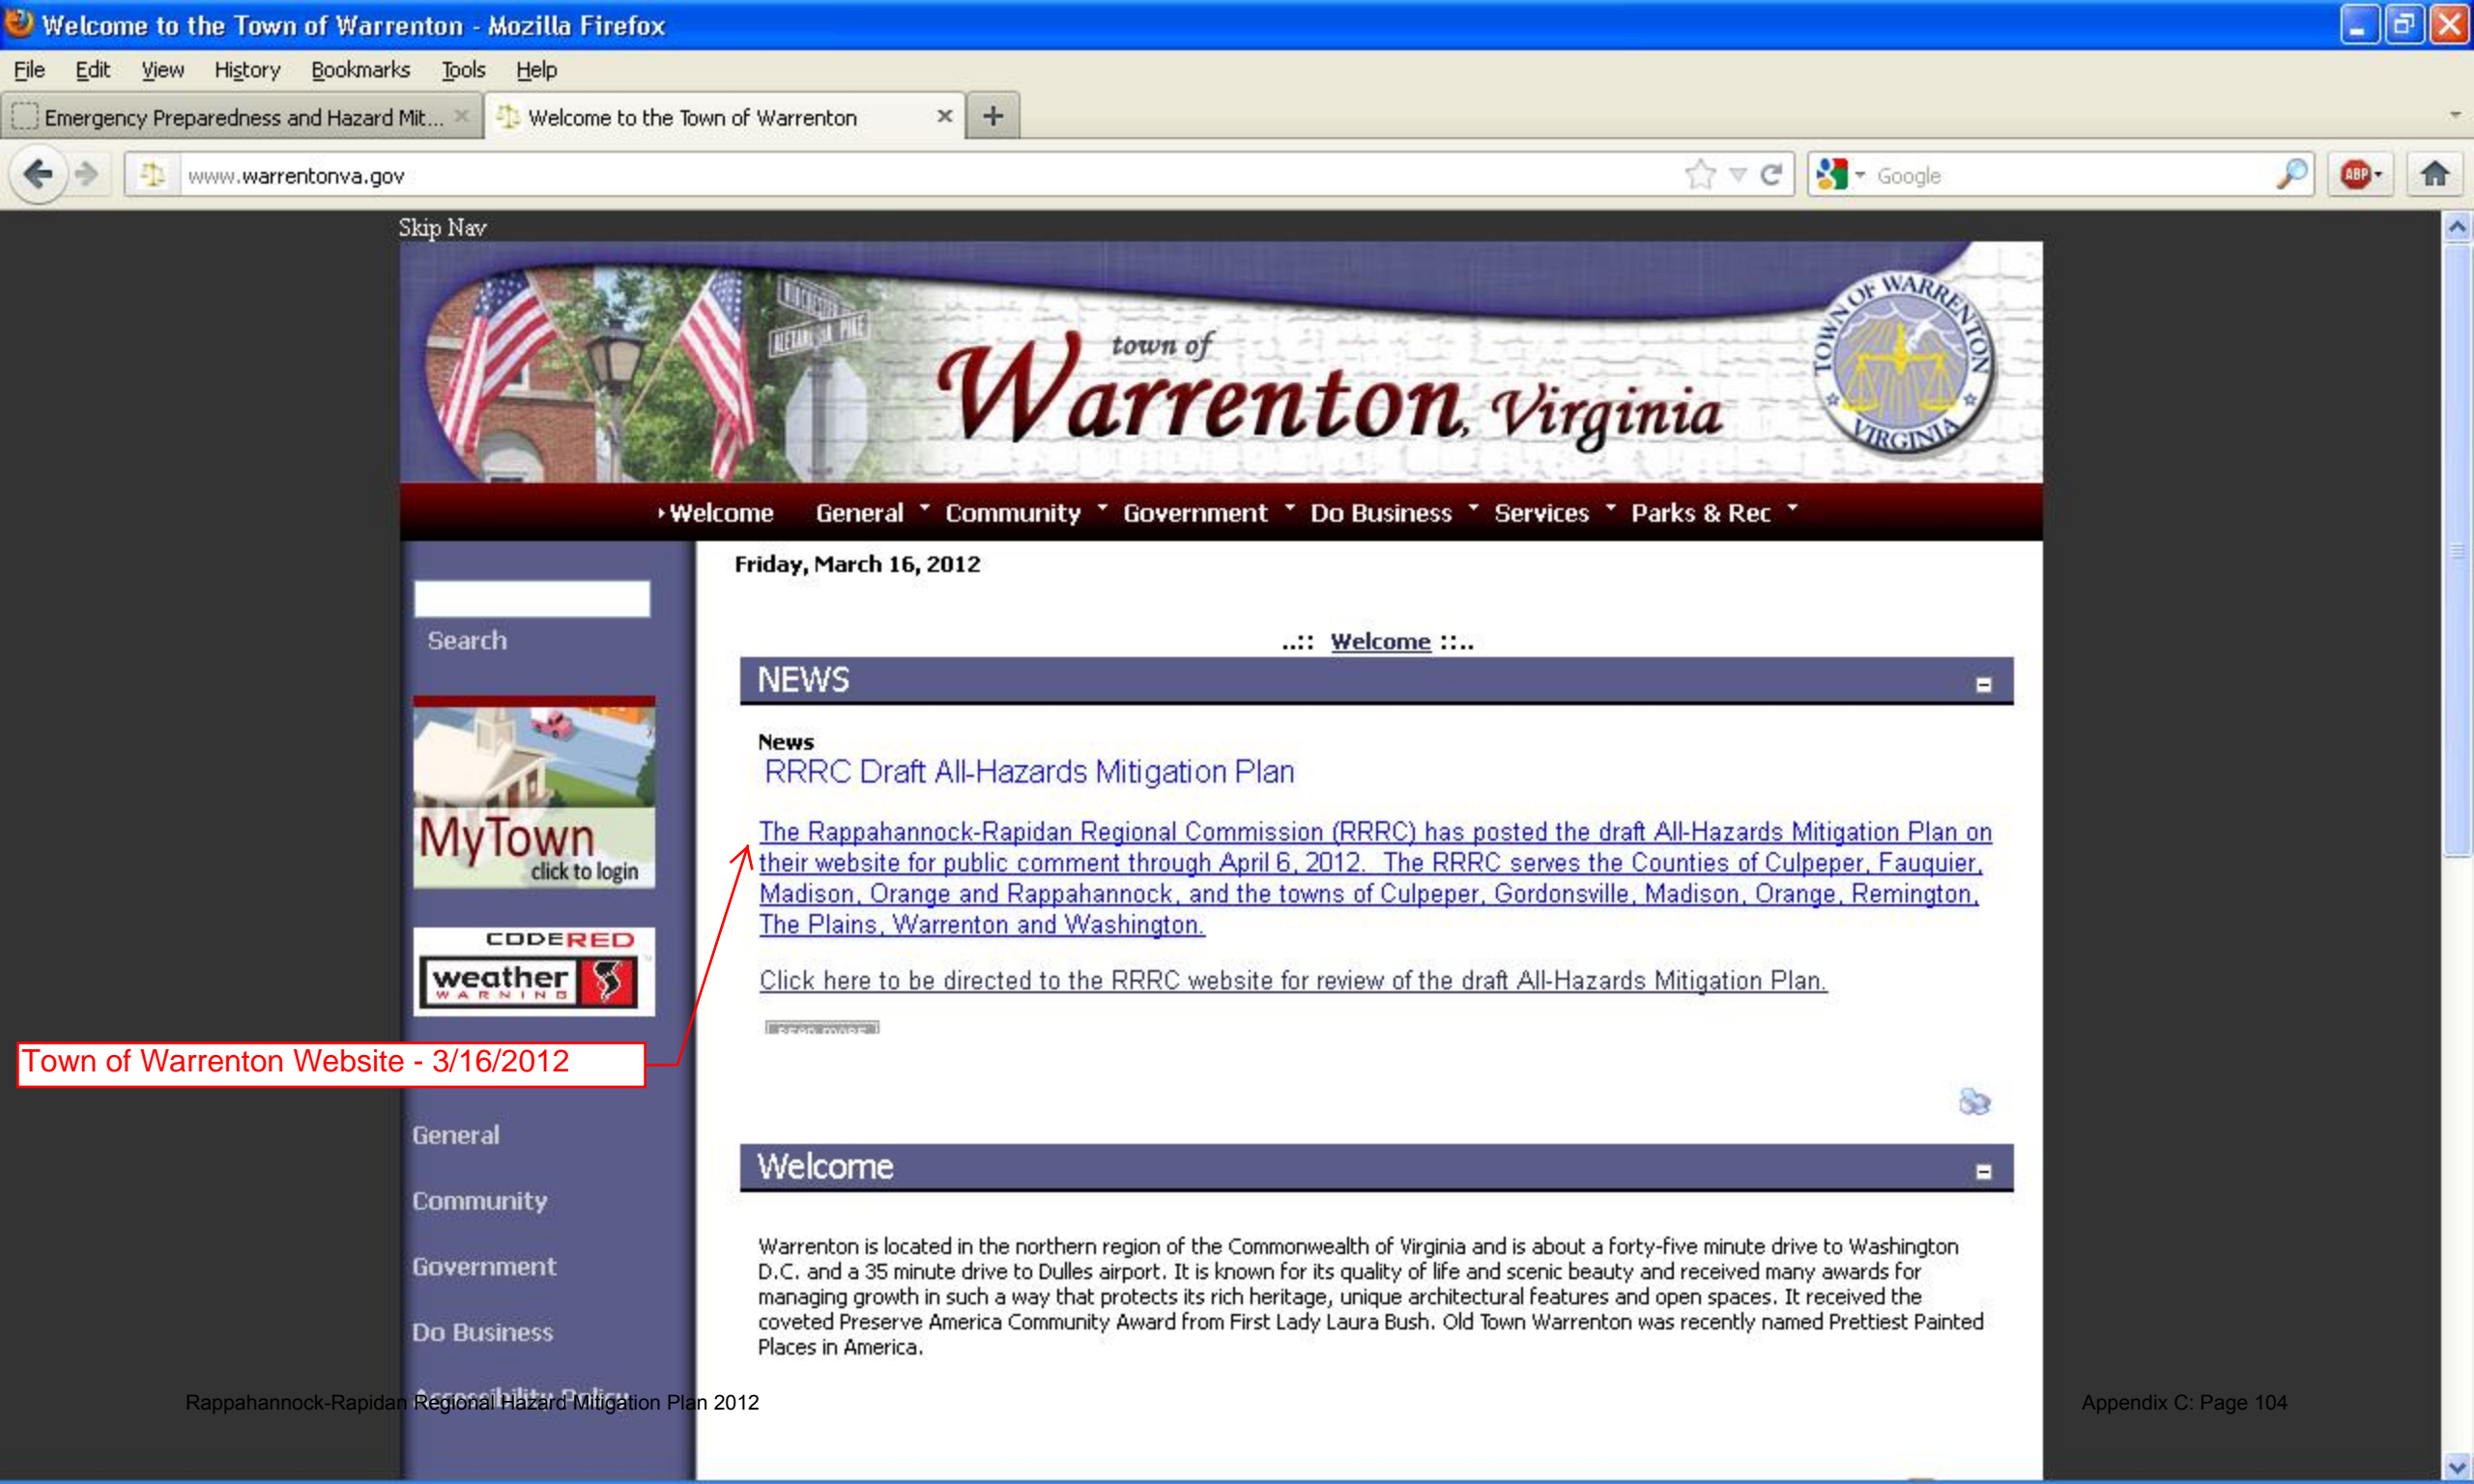 Welcome to the Town of Warrenton - Mozilla Firefox
File Edit View History Bookmarks Tools Help
Emergency Preparedness and Hazard Mit... Welcome to the Town of Warrenton
www.warrentonva.gov Google ABP
Skip Nav
ALEXANDRIA PIKE
town of
Warrenton, Virginia
TOWN OF WARRENTON
VIRGINIA
Welcome General Community Government Do Business Services Parks & Rec
Friday, March 16, 2012
Search
..:: Welcome ::..
NEWS
News
RRRC Draft All-Hazards Mitigation Plan
The Rappahannock-Rapidan Regional Commission (RRRC) has posted the draft All-Hazards Mitigation Plan on
their website for public comment through April 6, 2012. The RRRC serves the Counties of Culpeper, Fauquier,
Madison, Orange and Rappahannock, and the towns of Culpeper, Gordonsville, Madison, Orange, Remington,
The Plains, Warrenton and Washington.
Click here to be directed to the RRRC website for review of the draft All-Hazards Mitigation Plan.
READ MORE
MyTown
click to login
CODERED
weather
WARNING
Town of Warrenton Website - 3/16/2012
General
Community
Government
Do Business
Accessibility Policy
Welcome
Warrenton is located in the northern region of the Commonwealth of Virginia and is about a forty-five minute drive to Washington
D.C. and a 35 minute drive to Dulles airport. It is known for its quality of life and scenic beauty and received many awards for
managing growth in such a way that protects its rich heritage, unique architectural features and open spaces. It received the
coveted Preserve America Community Award from First Lady Laura Bush. Old Town Warrenton was recently named Prettiest Painted
Places in America.
Rappahannock-Rapidan Regional Hazard Mitigation Plan 2012
Appendix C: Page 104